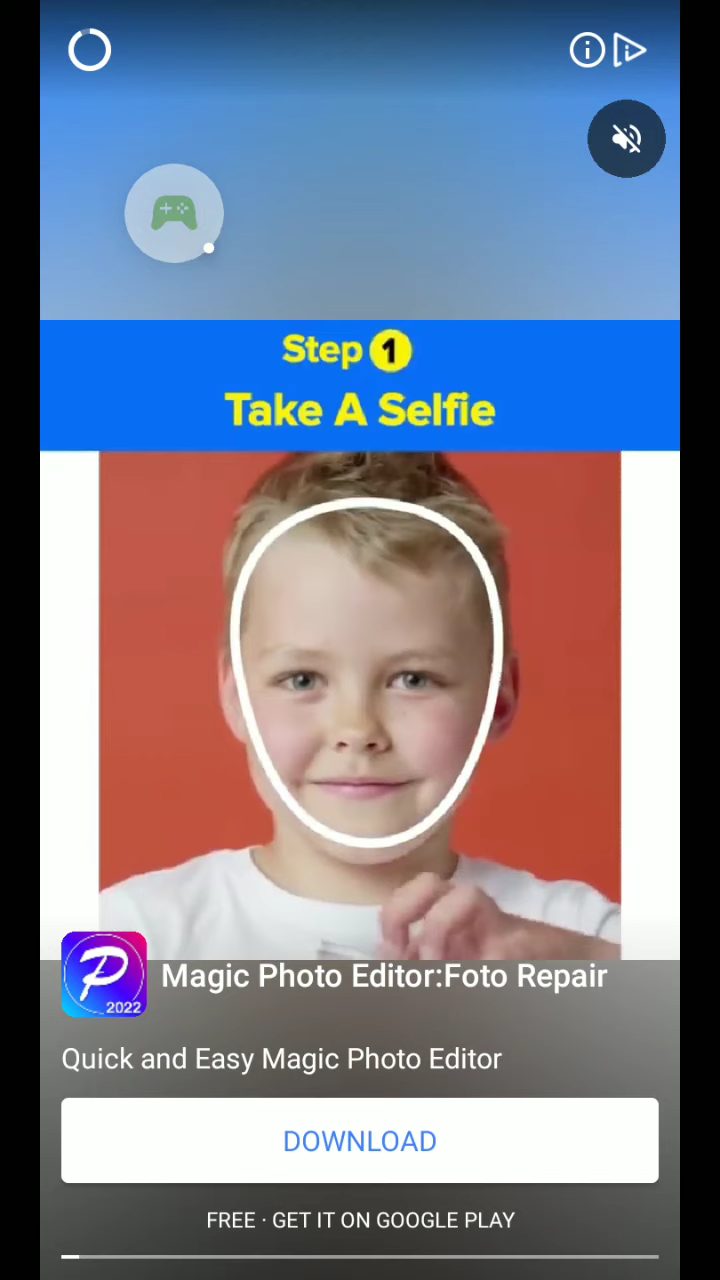 Step 1
Take A Selfie
P
2022
Magic Photo Editor:Foto Repair
Quick and Easy Magic Photo Editor
DOWNLOAD
FREE · GET IT ON GOOGLE PLAY